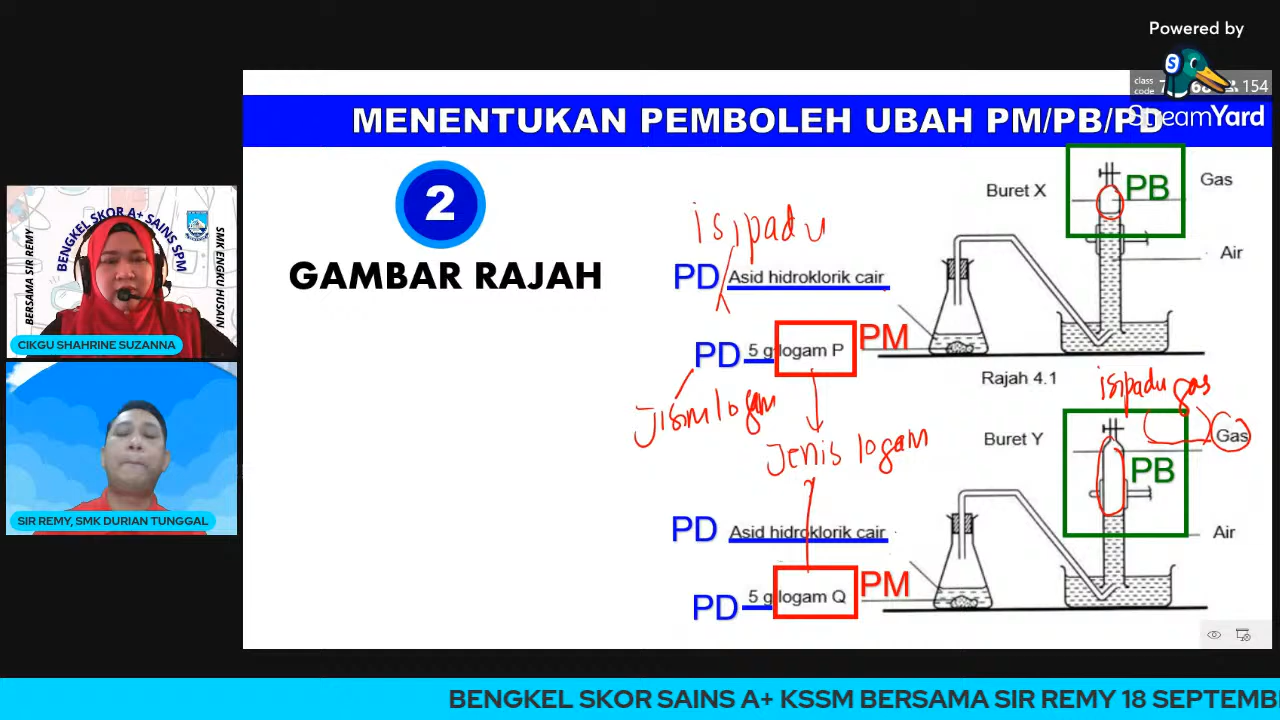 Powered by
class code
154
StreamYard
MENENTUKAN PEMBOLEH UBAH PM/PB/PD
2
GAMBAR RAJAH
isipadu
PD Asid hidroklorik cair
PD 5 g logam P PM
Jisim logam
Jenis logam
Buret X
PB
Gas
Air
Rajah 4.1
isipadu gas
Buret Y
PB
Gas
Air
PD Asid hidroklorik cair
PD 5 g logam Q PM
BENGKEL SKOR A+ SAINS SPM
BERSAMA SIR REMY
SMK ENGKU HUSAIN
CIKGU SHAHRINE SUZANNA
SIR REMY, SMK DURIAN TUNGGAL
BENGKEL SKOR SAINS A+ KSSM BERSAMA SIR REMY 18 SEPTEMB